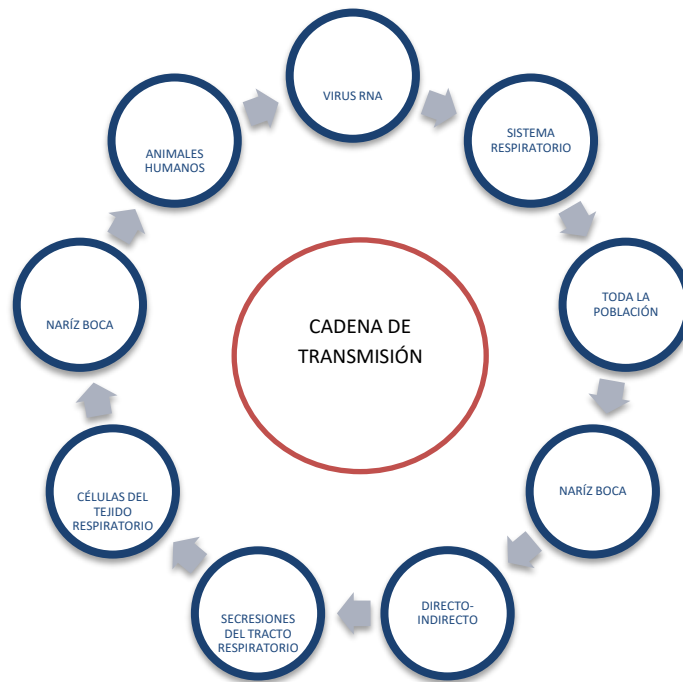 VIRUS RNA
SISTEMA
RESPIRATORIO
TODA LA
POBLACIÓN
NARÍZ BOCA
DIRECTO-
INDIRECTO
SECRESIONES
DEL TRACTO
RESPIRATORIO
CÉLULAS DEL
TEJIDO
RESPIRATORIO
NARÍZ BOCA
ANIMALES
HUMANOS
CADENA DE
TRANSMISIÓN